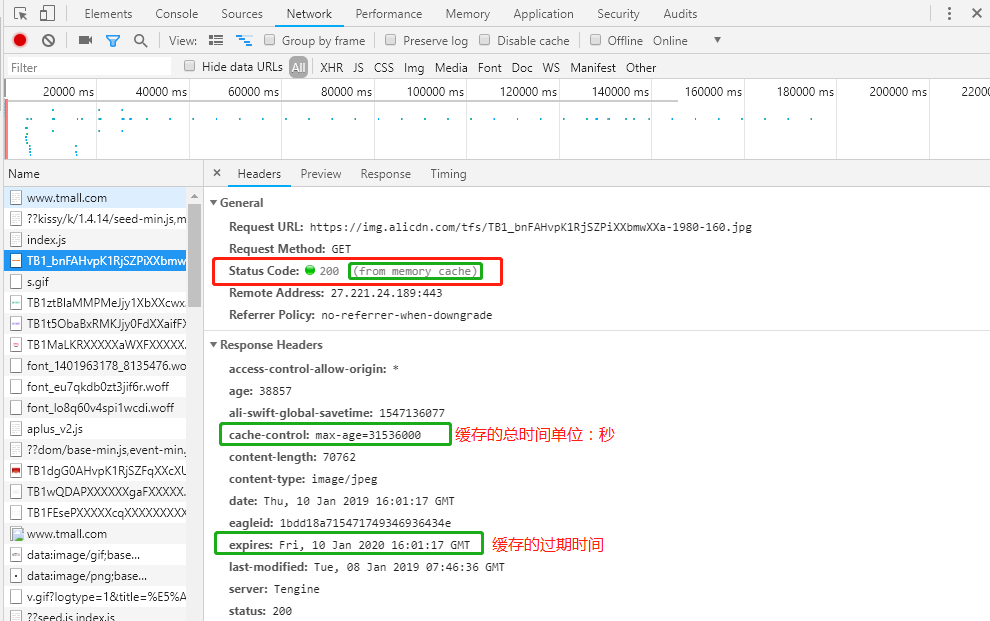 Elements Console Sources Network Performance Memory Application Security Audits
View: Group by frame Preserve log Disable cache Offline Online
Filter Hide data URLs All XHR JS CSS Img Media Font Doc WS Manifest Other
20000 ms 40000 ms 60000 ms 80000 ms 100000 ms 120000 ms 140000 ms 160000 ms 180000 ms 200000 ms 22000
Name
www.tmall.com
??kissy/k/1.4.14/seed-min.js,m
index.js
TB1_bnFAHvpK1RjSZPiXXbmw
s.gif
TB1ztBlaMMPMeJjy1XbXXcwx
TB1t5ObaBxRMKJjy0FdXXaifFX
TB1MaLKRXXXXXaWXFXXXXX.
font_1401963178_8135476.wo
font_eu7qkdb0zt3jif6r.woff
font_lo8q60v4spi1wcdi.woff
aplus_v2.js
??dom/base-min.js,event-min.
TB1dgG0AHvpK1RjSZFqXXcXU
TB1wQDAPXXXXXXgaFXXXXX.
TB1FEsePXXXXXcqXXXXXXXXX
www.tmall.com
data:image/gif;base...
data:image/png;base...
v.gif?logtype=1&title=%E5%A
??seed.js,index.js
× Headers Preview Response Timing
General
Request URL: https://img.alicdn.com/tfs/TB1_bnFAHvpK1RjSZPiXXbmwXXa-1980-160.jpg
Request Method: GET
Status Code: 200 (from memory cache)
Remote Address: 27.221.24.189:443
Referrer Policy: no-referrer-when-downgrade
Response Headers
access-control-allow-origin: *
age: 38857
ali-swift-global-savetime: 1547136077
cache-control: max-age=31536000 缓存的总时间单位：秒
content-length: 70762
content-type: image/jpeg
date: Thu, 10 Jan 2019 16:01:17 GMT
eagleid: 1bdd18a715471749346936434e
expires: Fri, 10 Jan 2020 16:01:17 GMT 缓存的过期时间
last-modified: Tue, 08 Jan 2019 07:46:36 GMT
server: Tengine
status: 200